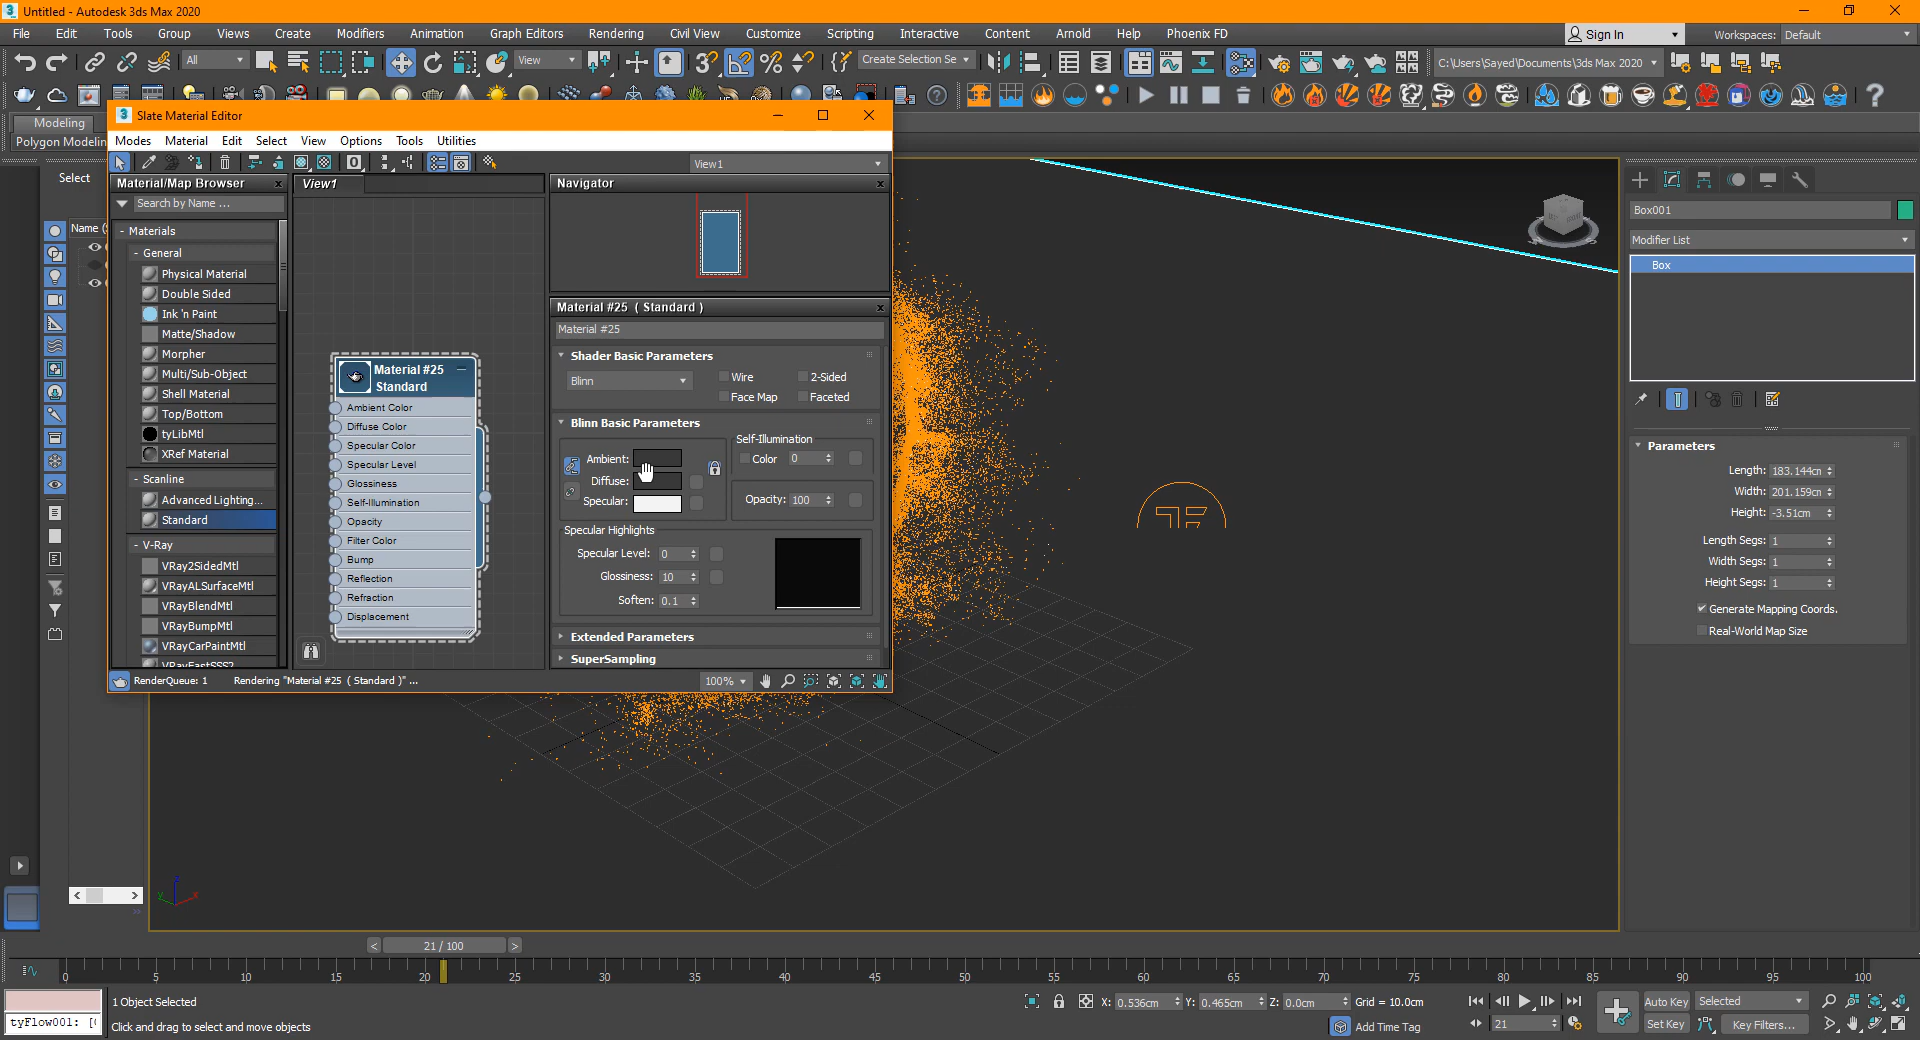 Untitled - Autodesk 3ds Max 2020
File Edit Tools Group Views Create Modifiers Animation Graph Editors Rendering Civil View Customize Scripting Interactive Content Arnold Help Phoenix FD Sign In Workspaces: Default
All View Create Selection Se C:\Users\Sayed\Documents\3ds Max 2020
Modeling
Polygon Modelin
Select
Name (
Slate Material Editor
Modes Material Edit Select View Options Tools Utilities
View1
Material/Map Browser View1 Navigator
Search by Name ...
- Materials
- General
Physical Material
Double Sided
Ink 'n Paint
Matte/Shadow
Morpher
Multi/Sub-Object
Shell Material
Top/Bottom
tyLibMtl
XRef Material
- Scanline
Advanced Lighting...
Standard
- V-Ray
VRay2SidedMtl
VRayALSurfaceMtl
VRayBlendMtl
VRayBumpMtl
VRayCarPaintMtl
VRayFastSSS2
Material #25
Standard
Ambient Color
Diffuse Color
Specular Color
Specular Level
Glossiness
Self-Illumination
Opacity
Filter Color
Bump
Reflection
Refraction
Displacement
Material #25 ( Standard )
Material #25
Shader Basic Parameters
Blinn Wire 2-Sided
Face Map Faceted
Blinn Basic Parameters
Self-Illumination
Ambient: Color 0
Diffuse:
Specular: Opacity: 100
Specular Highlights
Specular Level: 0
Glossiness: 10
Soften: 0.1
Extended Parameters
SuperSampling
RenderQueue: 1 Rendering "Material #25 ( Standard )" ... 100%
Box001
Modifier List
Box
Parameters
Length: 183.144cm
Width: 201.159cm
Height: -3.51cm
Length Segs: 1
Width Segs: 1
Height Segs: 1
Generate Mapping Coords.
Real-World Map Size
z
y
x
< 21 / 100 >
0 5 10 15 20 25 30 35 40 45 50 55 60 65 70 75 80 85 90 95 100
1 Object Selected X: 0.536cm Y: 0.465cm Z: 0.0cm Grid = 10.0cm Auto Key Selected
tyFlow001: [ Click and drag to select and move objects Add Time Tag 21 Set Key Key Filters...